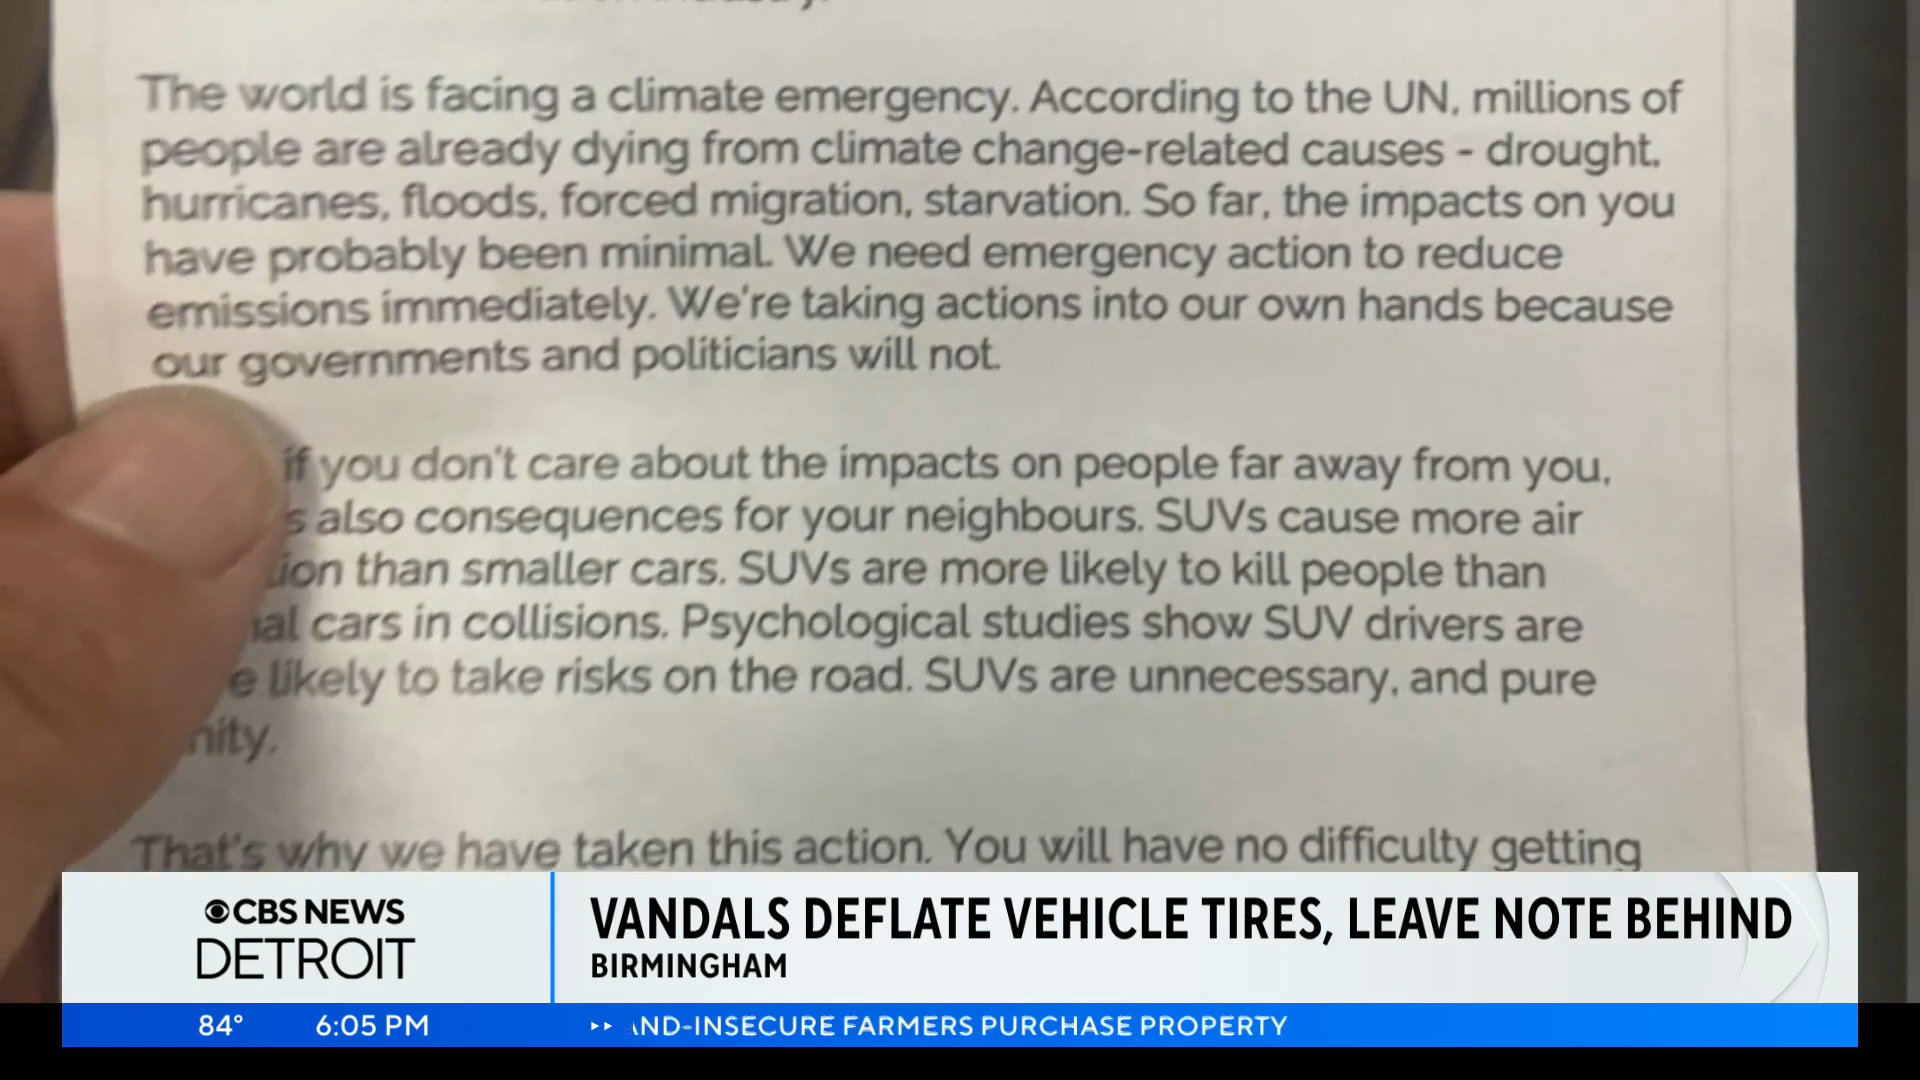 The world is facing a climate emergency. According to the UN, millions of
people are already dying from climate change-related causes - drought,
hurricanes, floods, forced migration, starvation. So far, the impacts on you
have probably been minimal. We need emergency action to reduce
emissions immediately. We're taking actions into our own hands because
our governments and politicians will not.
if you don't care about the impacts on people far away from you,
also consequences for your neighbours. SUVs cause more air
than smaller cars. SUVs are more likely to kill people than
cars in collisions. Psychological studies show SUV drivers are
likely to take risks on the road. SUVs are unnecessary, and pure
That's why we have taken this action. You will have no difficulty getting
CBS NEWS
DETROIT
VANDALS DEFLATE VEHICLE TIRES, LEAVE NOTE BEHIND
BIRMINGHAM
84° 6:05 PM
AND-INSECURE FARMERS PURCHASE PROPERTY